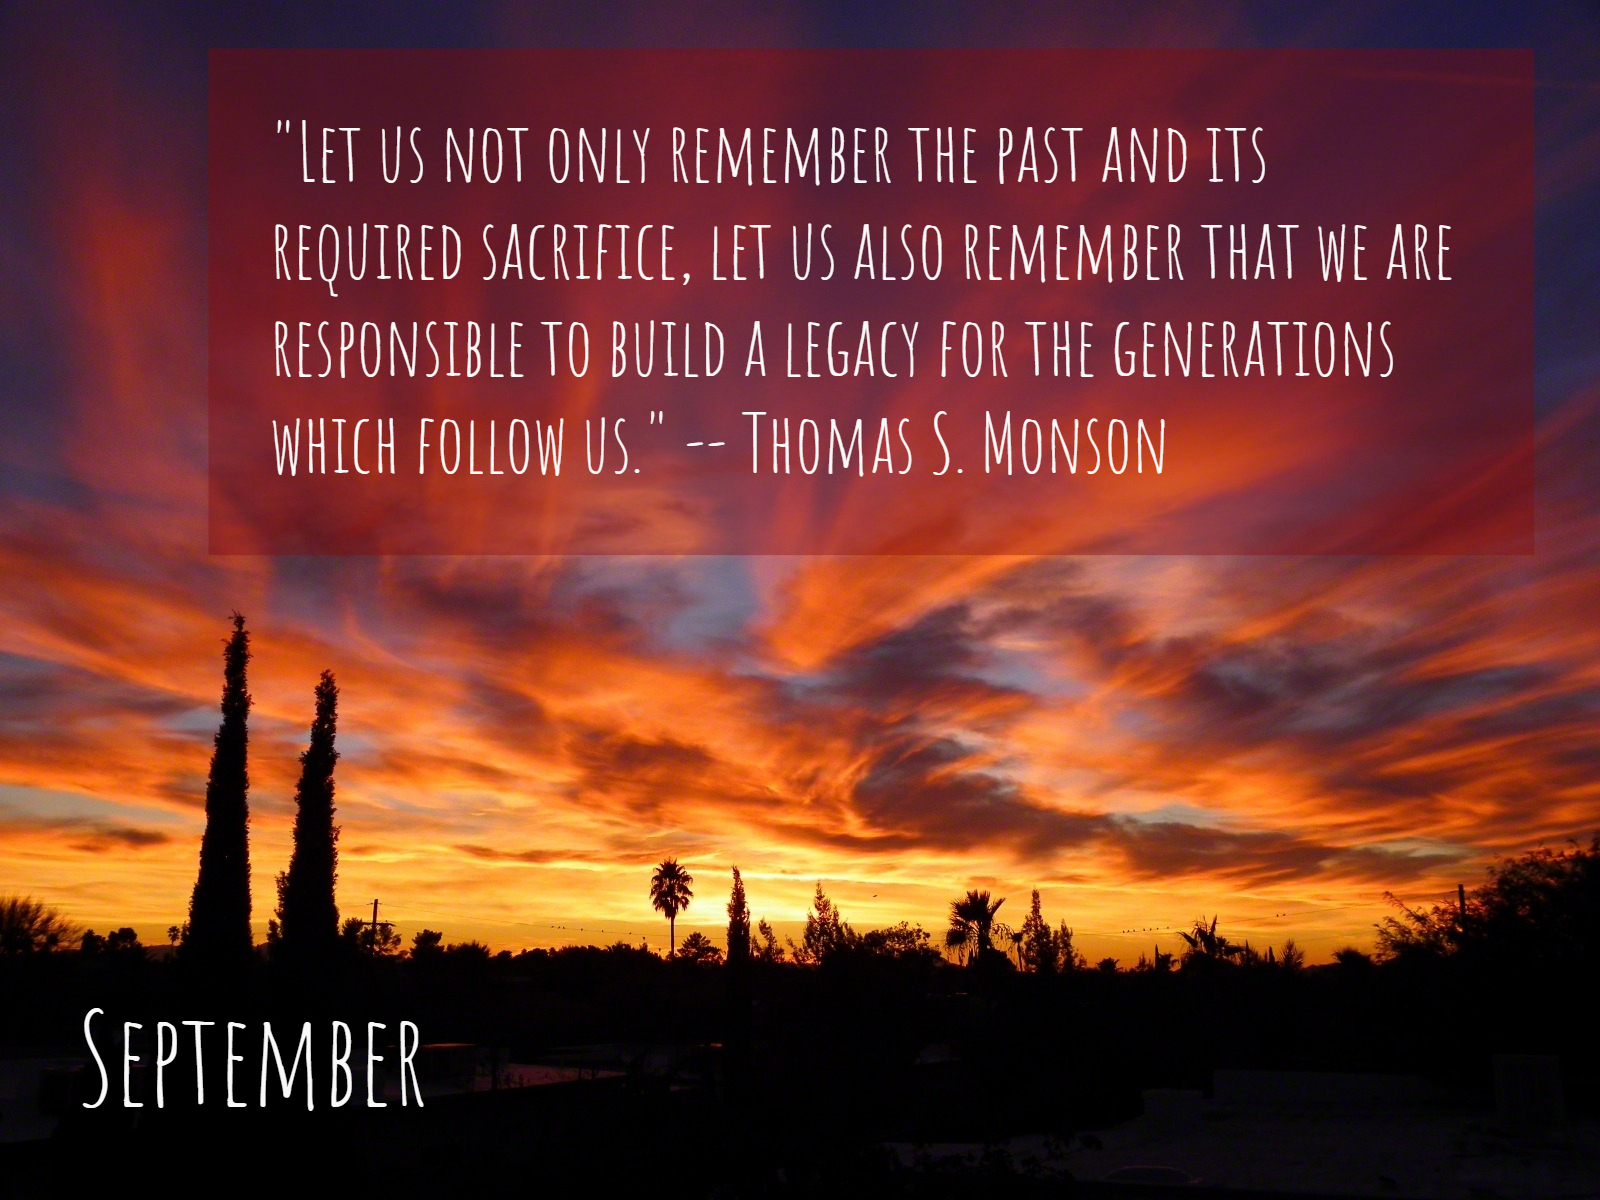 "Let us not only remember the past and its
required sacrifice, let us also remember that we are
responsible to build a legacy for the generations
which follow us." -- Thomas S. Monson
September